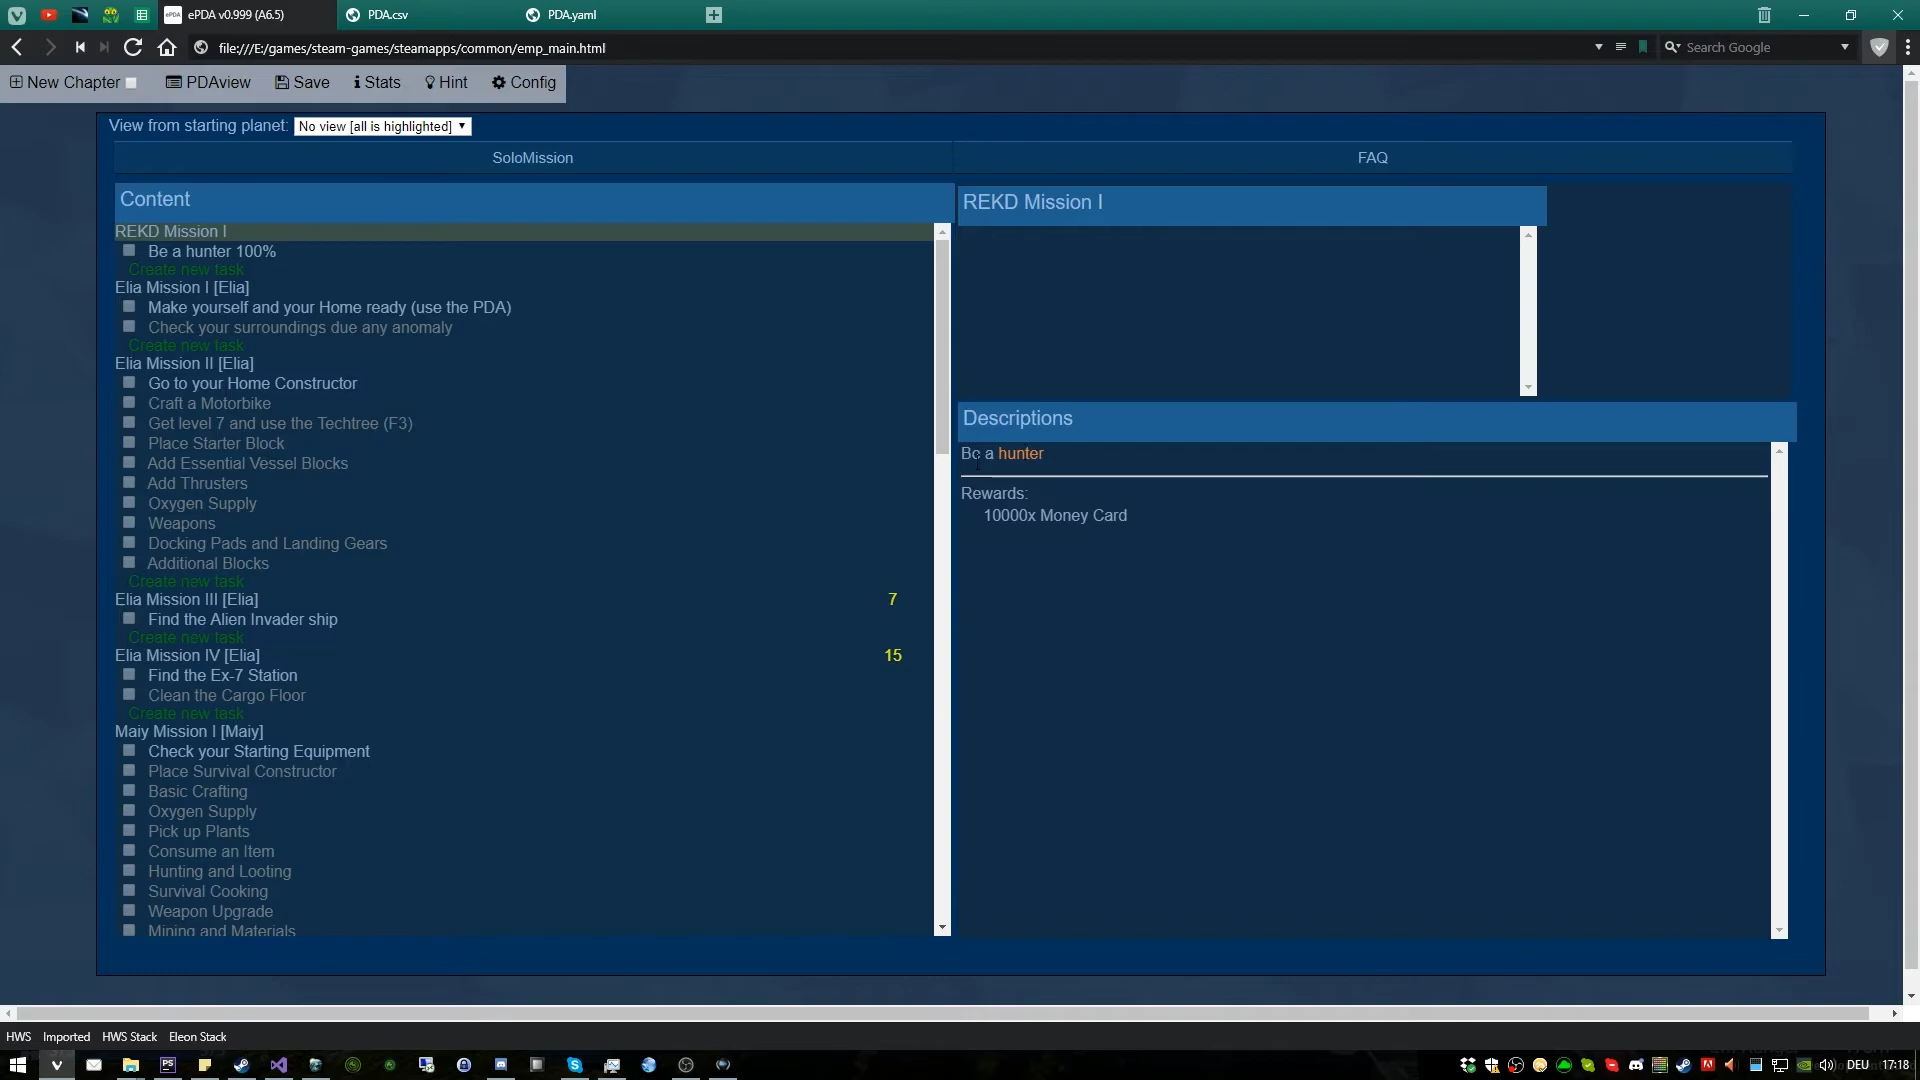 ePDA v0.999 (A6.5)
PDA.csv
PDA.yaml
file:///E:/games/steam-games/steamapps/common/emp_main.html
Search Google
New Chapter
PDAview
Save
Stats
Hint
Config
View from starting planet: No view [all is highlighted]
SoloMission
FAQ
Content
REKD Mission I
Be a hunter 100%
Create new task
Elia Mission I [Elia]
Make yourself and your Home ready (use the PDA)
Check your surroundings due any anomaly
Create new task
Elia Mission II [Elia]
Go to your Home Constructor
Craft a Motorbike
Get level 7 and use the Techtree (F3)
Place Starter Block
Add Essential Vessel Blocks
Add Thrusters
Oxygen Supply
Weapons
Docking Pads and Landing Gears
Additional Blocks
Create new task
Elia Mission III [Elia] 7
Find the Alien Invader ship
Create new task
Elia Mission IV [Elia] 15
Find the Ex-7 Station
Clean the Cargo Floor
Create new task
Maiy Mission I [Maiy]
Check your Starting Equipment
Place Survival Constructor
Basic Crafting
Oxygen Supply
Pick up Plants
Consume an Item
Hunting and Looting
Survival Cooking
Weapon Upgrade
Mining and Materials
REKD Mission I
Descriptions
Be a hunter
Rewards:
10000x Money Card
HWS
Imported
HWS Stack
Eleon Stack
DEU
17:18